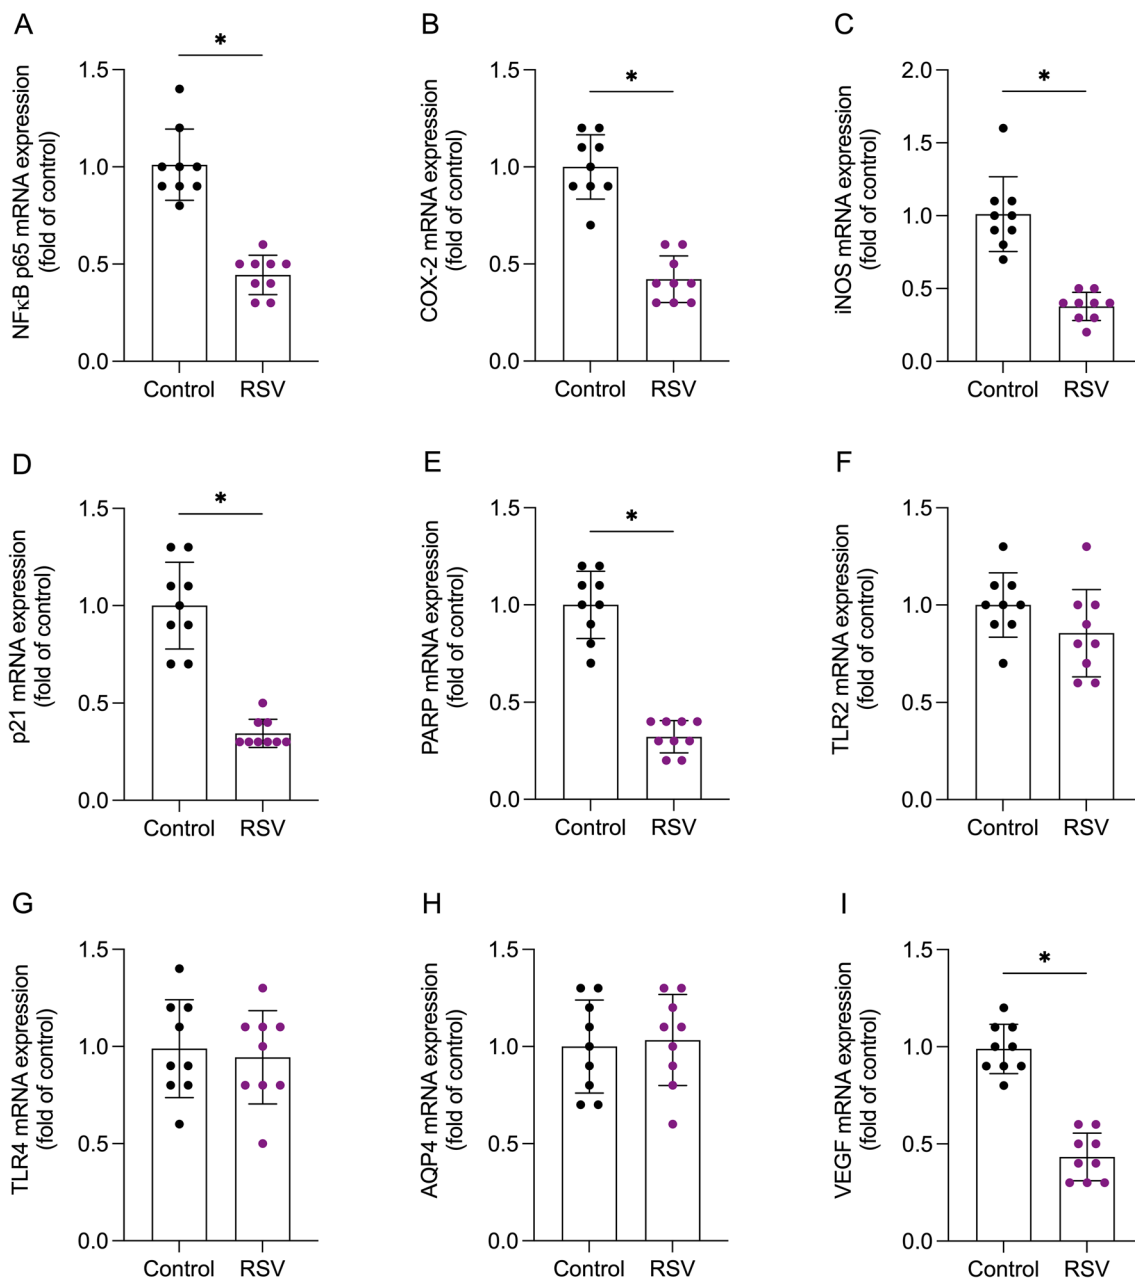 A
NFκB p65 mRNA expression
(fold of control)
1.5
1.0
0.5
0.0
*
Control RSV
B
COX-2 mRNA expression
(fold of control)
1.5
1.0
0.5
0.0
*
Control RSV
C
iNOS mRNA expression
(fold of control)
2.0
1.5
1.0
0.5
0.0
*
Control RSV
D
p21 mRNA expression
(fold of control)
1.5
1.0
0.5
0.0
*
Control RSV
E
PARP mRNA expression
(fold of control)
1.5
1.0
0.5
0.0
*
Control RSV
F
TLR2 mRNA expression
(fold of control)
1.5
1.0
0.5
0.0
Control RSV
G
TLR4 mRNA expression
(fold of control)
1.5
1.0
0.5
0.0
Control RSV
H
AQP4 mRNA expression
(fold of control)
1.5
1.0
0.5
0.0
Control RSV
I
VEGF mRNA expression
(fold of control)
1.5
1.0
0.5
0.0
*
Control RSV